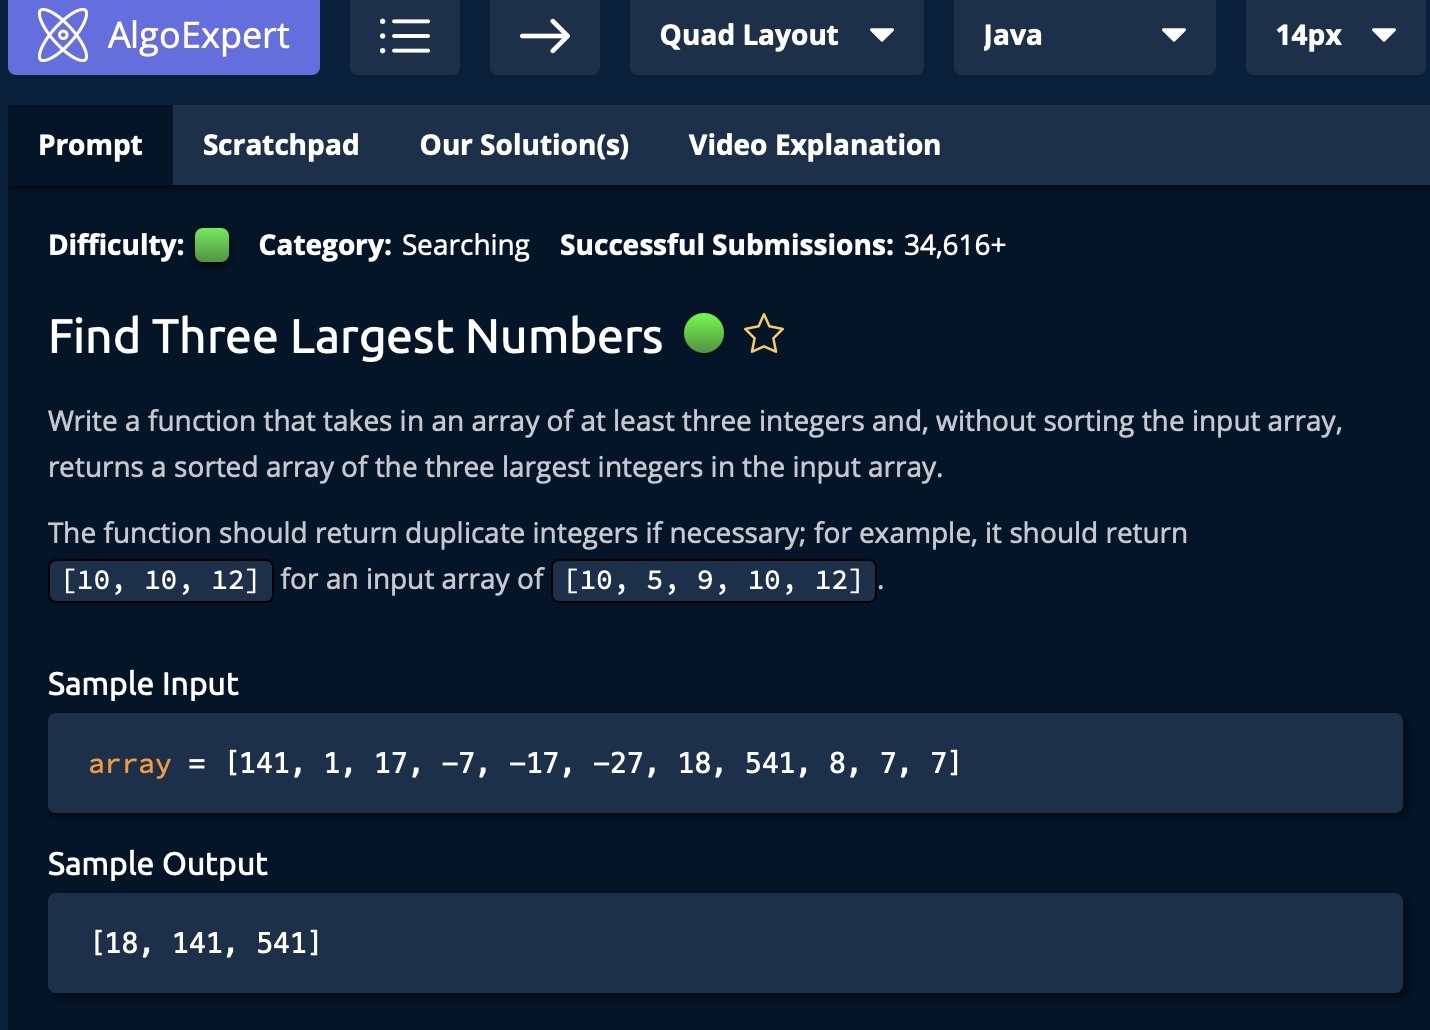 AlgoExpert Quad Layout Java 14px
Prompt Scratchpad Our Solution(s) Video Explanation
Difficulty: Category: Searching Successful Submissions: 34,616+
Find Three Largest Numbers
Write a function that takes in an array of at least three integers and, without sorting the input array,
returns a sorted array of the three largest integers in the input array.
The function should return duplicate integers if necessary; for example, it should return
[10, 10, 12] for an input array of [10, 5, 9, 10, 12].
Sample Input
array = [141, 1, 17, -7, -17, -27, 18, 541, 8, 7, 7]
Sample Output
[18, 141, 541]